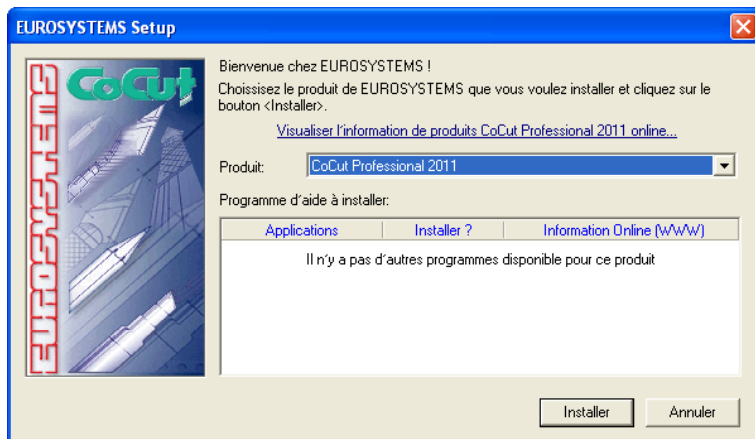 EUROSYSTEMS Setup
EUROSYSTEMS
CoCut
Bienvenue chez EUROSYSTEMS !
Choissisez le produit de EUROSYSTEMS que vous voulez installer et cliquez sur le
bouton <Installer>.
Visualiser l'information de produits CoCut Professional 2011 online...
Produit: CoCut Professional 2011
Programme d'aide à installer:
Applications Installer ? Information Online (WWW)
Il n'y a pas d'autres programmes disponible pour ce produit
Installer Annuler